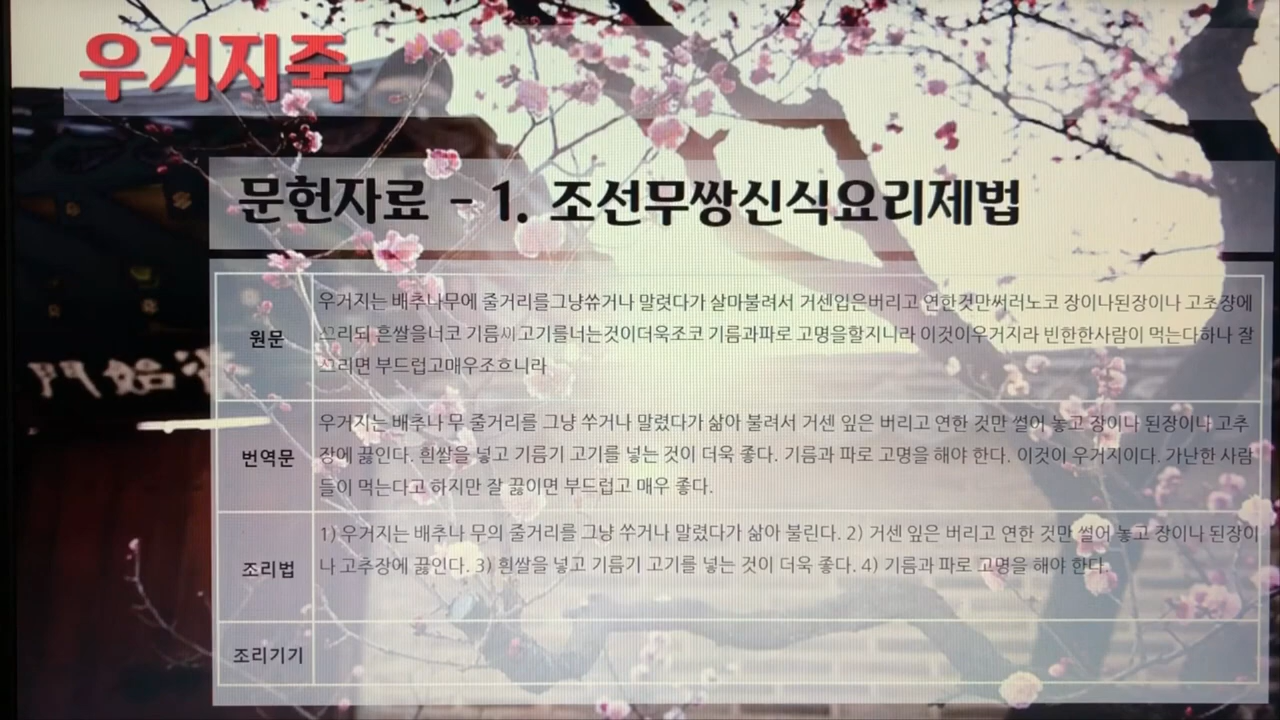 우거지죽
문헌자료 - 1. 조선무쌍신식요리제법
원문
우거지는 배추나무에 줄거리를그냥쓔거나 말렷다가 살마불려서 거센입은버리고 연한것만써러노코 장이나된장이나 고초쟝에
끄리되 흔쌀을너코 기름씨고기를너는것이더욱조코 기름과파로 고명을할지니라 이것이우거지라 빈한한사람이 먹는다하나 잘
끄리면 부드럽고매우조흐니라
門始
번역문
우거지는 배추나 무 줄거리를 그냥 쑤거나 말렸다가 삶아 불려서 거센 잎은 버리고 연한 것만 썰어 놓고 장이나 된장이나 고추
장에 끓인다. 흰쌀을 넣고 기름기 고기를 넣는 것이 더욱 좋다. 기름과 파로 고명을 해야 한다. 이것이 우거지이다. 가난한 사람
들이 먹는다고 하지만 잘 끓이면 부드럽고 매우 좋다.
조리법
1) 우거지는 배추나 무의 줄거리를 그냥 쑤거나 말렸다가 삶아 불린다. 2) 거센 잎은 버리고 연한 것만 썰어 놓고 장이나 된장이
나 고추장에 끓인다. 3) 흰쌀을 넣고 기름기 고기를 넣는 것이 더욱 좋다. 4) 기름과 파로 고명을 해야 한다.
조리기기